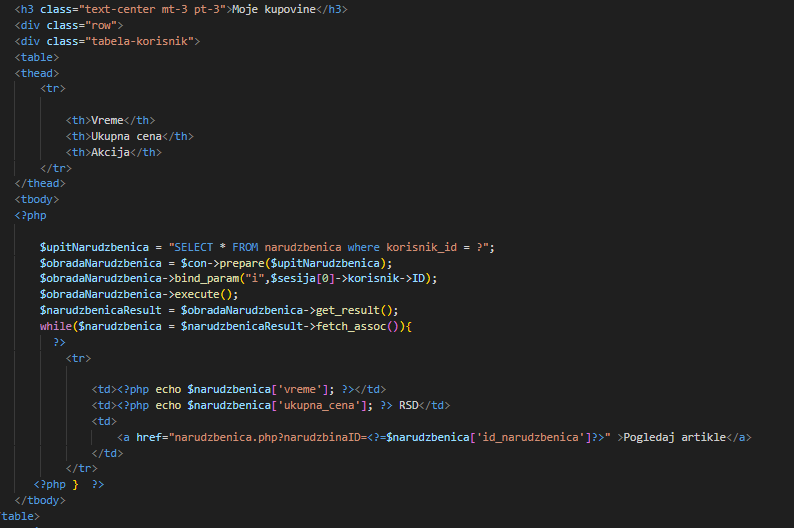 <h3 class="text-center mt-3 pt-3">Moje kupovine</h3>
<div class="row">
<div class="tabela-korisnik">
<table>
<thead>
<tr>
<th>Vreme</th>
<th>Ukupna cena</th>
<th>Akcija</th>
</tr>
</thead>
<tbody>
<?php
$upitNarudzbenica = "SELECT * FROM narudzbenica where korisnik_id = ?";
$obradaNarudzbenica = $con->prepare($upitNarudzbenica);
$obradaNarudzbenica->bind_param("i",$sesija[0]->korisnik->ID);
$obradaNarudzbenica->execute();
$narudzbenicaResult = $obradaNarudzbenica->get_result();
while($narudzbenica = $narudzbenicaResult->fetch_assoc()){
?>
<tr>
<td><?php echo $narudzbenica['vreme']; ?></td>
<td><?php echo $narudzbenica['ukupna_cena']; ?> RSD</td>
<td>
<a href="narudzbenica.php?narudzbinaID=<?=$narudzbenica['id_narudzbenica']?>" >Pogledaj artikle</a>
</td>
</tr>
<?php } ?>
</tbody>
table>